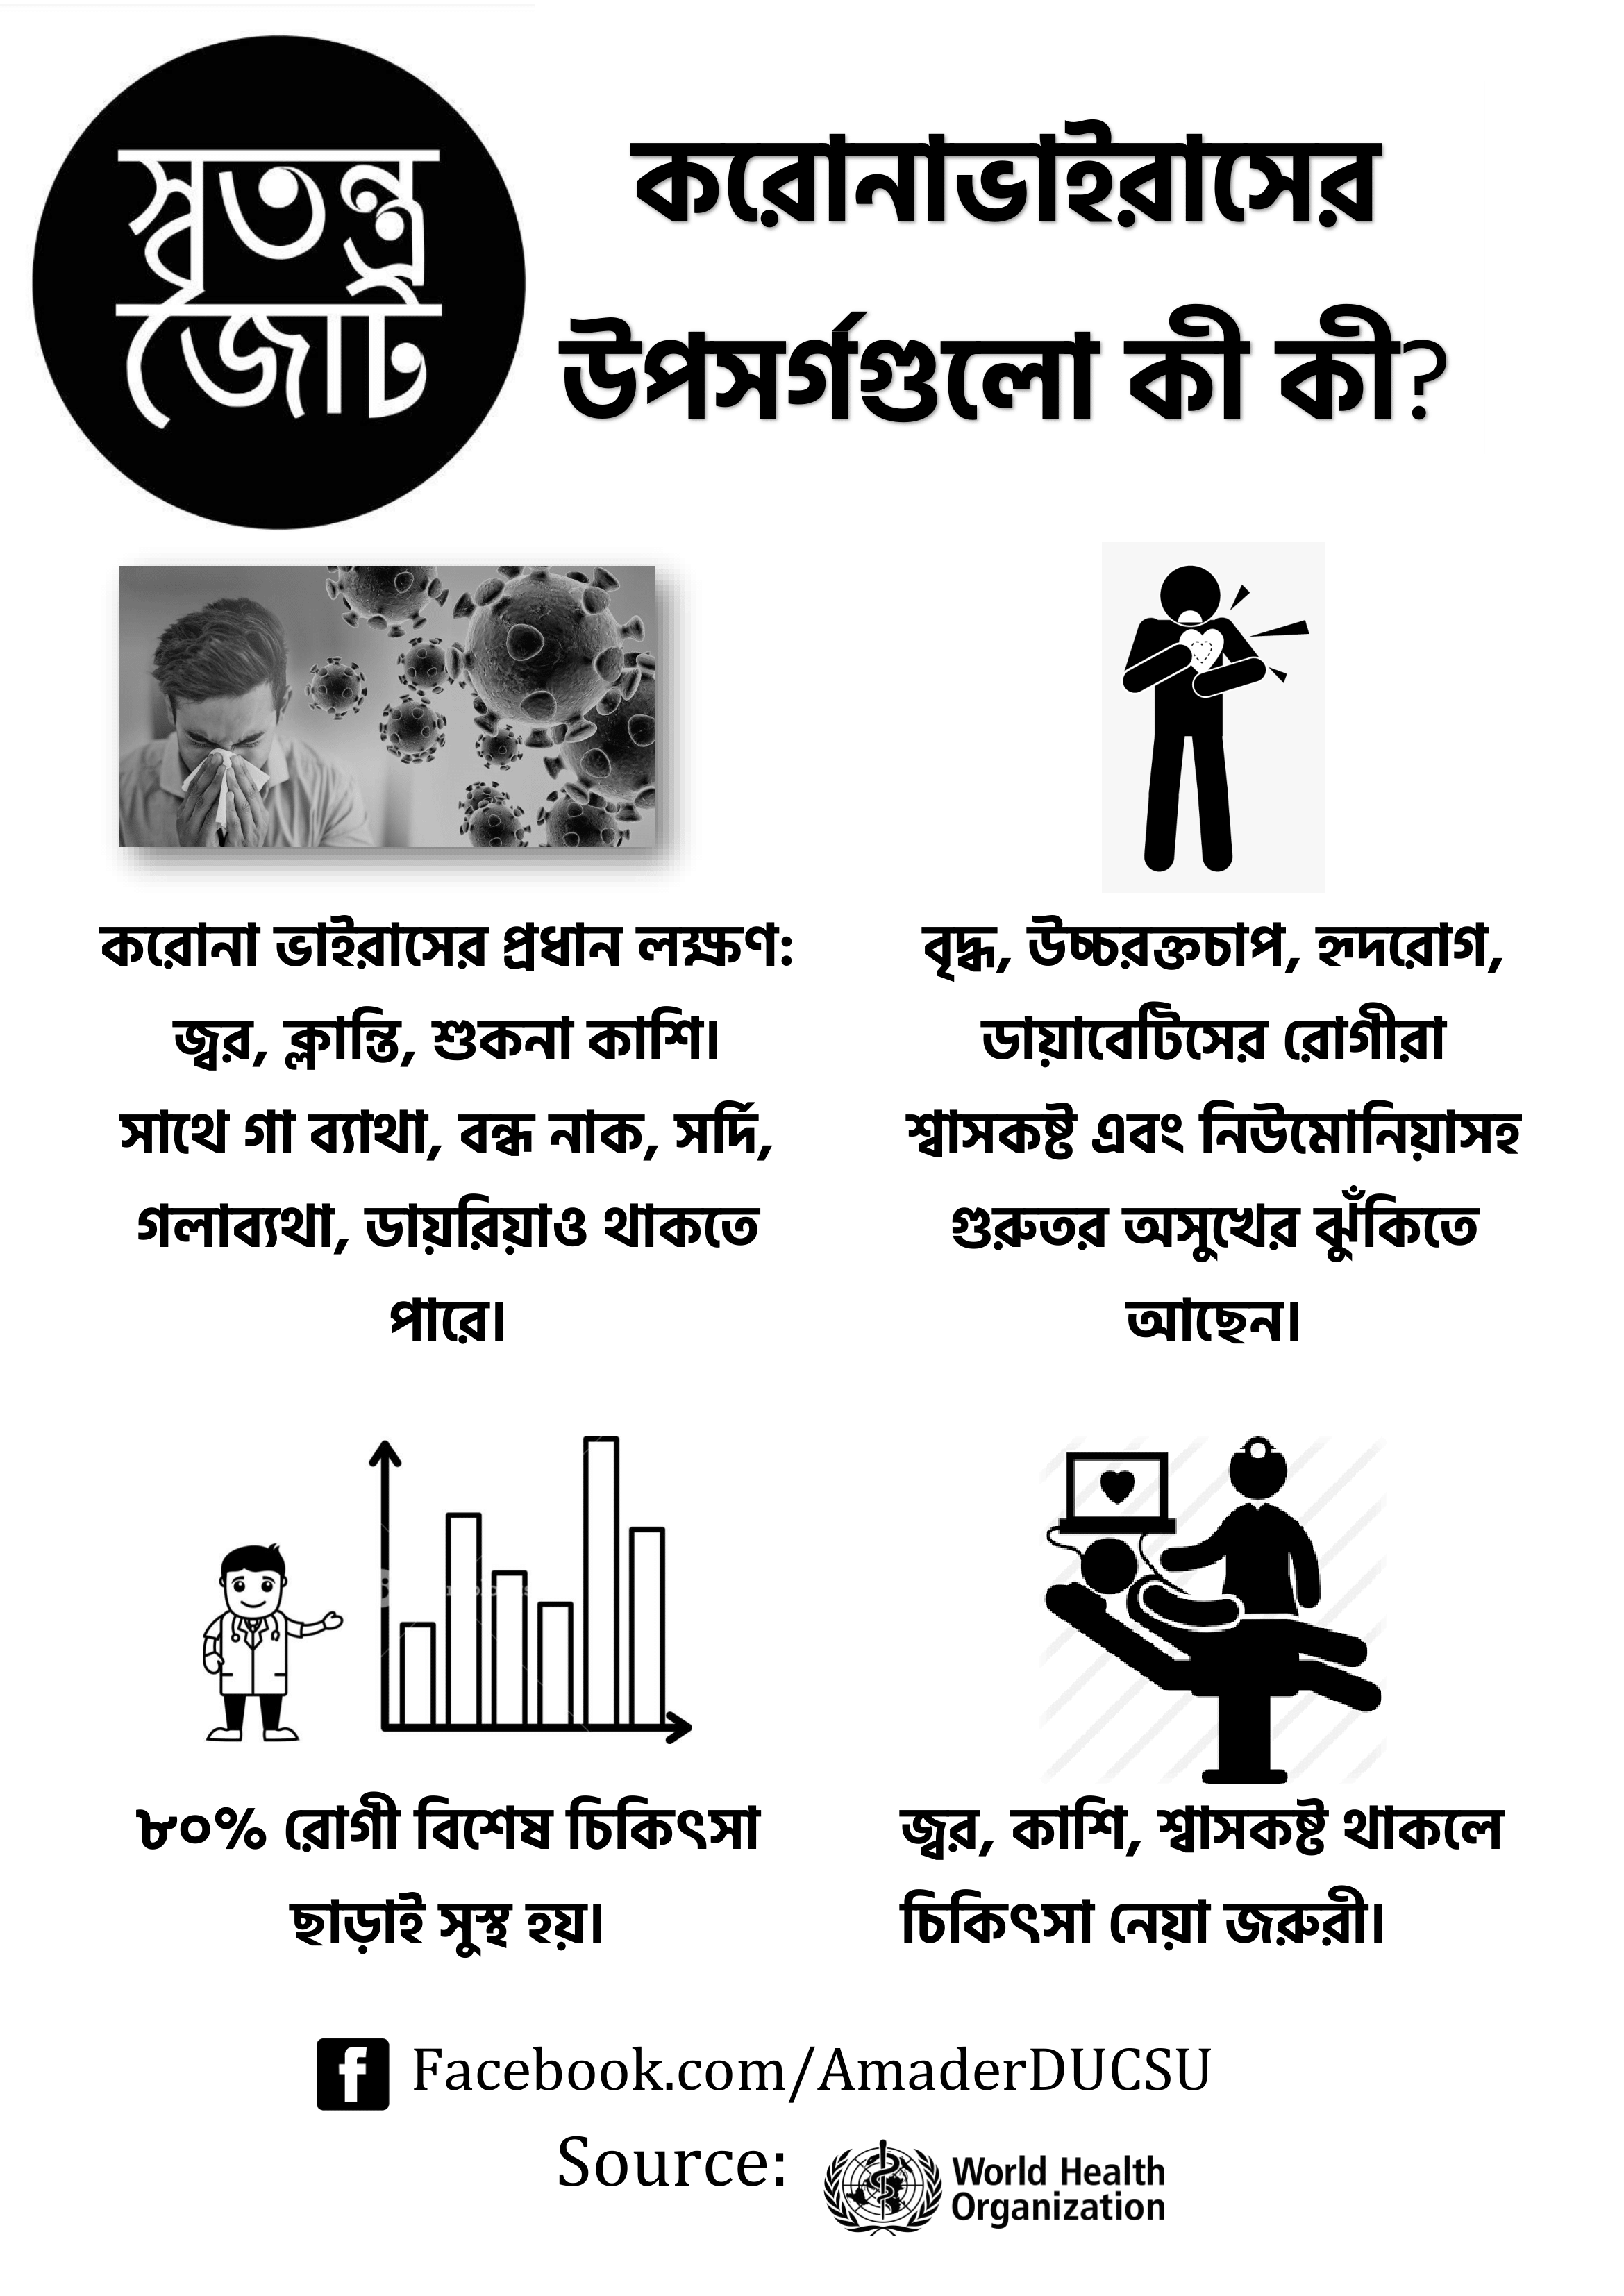 স্বতন্ত্র
জোট
করোনাভাইরাসের
উপসর্গগুলো কী কী?
করোনা ভাইরাসের প্রধান লক্ষণ:
জ্বর, ক্লান্তি, শুকনা কাশি।
সাথে গা ব্যাথা, বন্ধ নাক, সর্দি,
গলাব্যথা, ডায়রিয়াও থাকতে
পারে।
বৃদ্ধ, উচ্চরক্তচাপ, হৃদরোগ,
ডায়াবেটিসের রোগীরা
শ্বাসকষ্ট এবং নিউমোনিয়াসহ
গুরুতর অসুখের ঝুঁকিতে
আছেন।
৮০% রোগী বিশেষ চিকিৎসা
ছাড়াই সুস্থ হয়।
জ্বর, কাশি, শ্বাসকষ্ট থাকলে
চিকিৎসা নেয়া জরুরী।
f Facebook.com/AmaderDUCSU
Source:
World Health
Organization